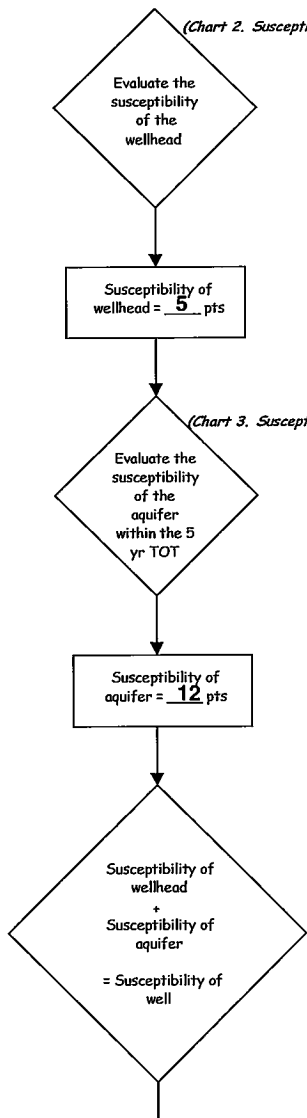 (Chart 2. Suscepti
Evaluate the
susceptibility
of the
wellhead
Susceptibility of
wellhead = 5 pts
(Chart 3. Suscept
Evaluate the
susceptibility
of the
aquifer
within the 5
yr TOT
Susceptibility of
aquifer = 12 pts
Susceptibility of
wellhead
+
Susceptibility of
aquifer
= Susceptibility of
well